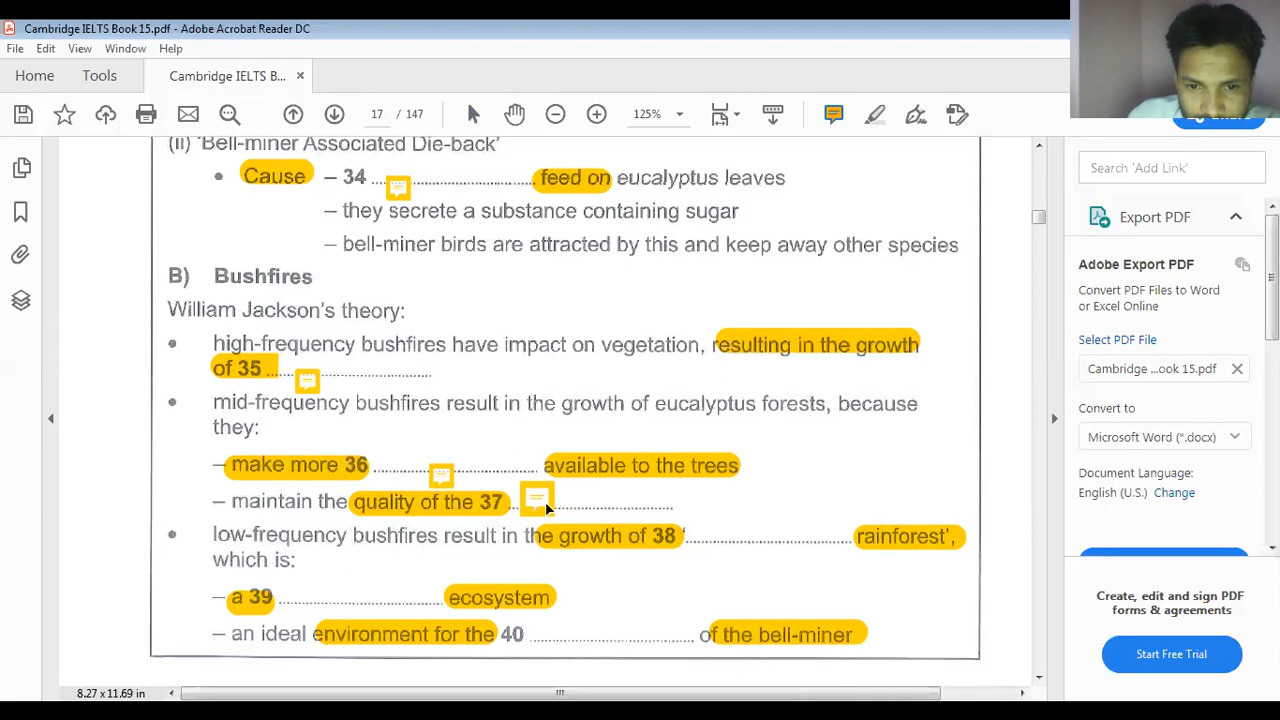 Cambridge IELTS Book 15.pdf - Adobe Acrobat Reader DC
File Edit View Window Help
Home Tools Cambridge IELTS B... ×
17 / 147 125%
(ii) ‘Bell-miner Associated Die-back’
• Cause – 34 .................................. feed on eucalyptus leaves
– they secrete a substance containing sugar
– bell-miner birds are attracted by this and keep away other species
B) Bushfires
William Jackson's theory:
• high-frequency bushfires have impact on vegetation, resulting in the growth
of 35 ..................................
• mid-frequency bushfires result in the growth of eucalyptus forests, because
they:
– make more 36 .................................. available to the trees
– maintain the quality of the 37 ..................................
• low-frequency bushfires result in the growth of 38 ‘.................................. rainforest’,
which is:
– a 39 .................................. ecosystem
– an ideal environment for the 40 .................................. of the bell-miner
8.27 x 11.69 in
Search 'Add Link'
Export PDF
Adobe Export PDF
Convert PDF Files to Word
or Excel Online
Select PDF File
Cambridge ...ook 15.pdf ×
Convert to
Microsoft Word (*.docx)
Document Language:
English (U.S.) Change
Create, edit and sign PDF
forms & agreements
Start Free Trial